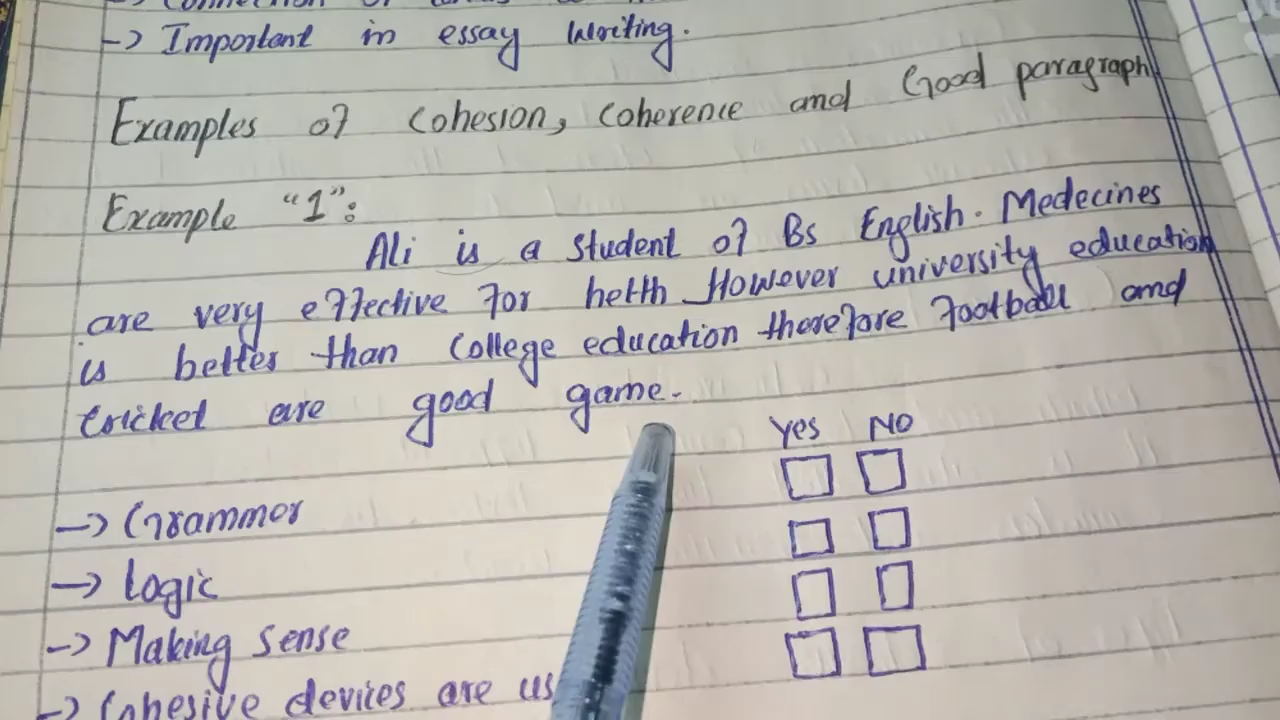 -> Important in essay writing.
Examples of Cohesion, Coherence and Good paragraph
Example "1":
Ali is a student of Bs English. Medecines
are very effective for helth However university education
is better than College education therefore football and
cricket are good game.
Yes No
-> Grammer
-> Logic
-> Making Sense
-> Cohesive devices are us